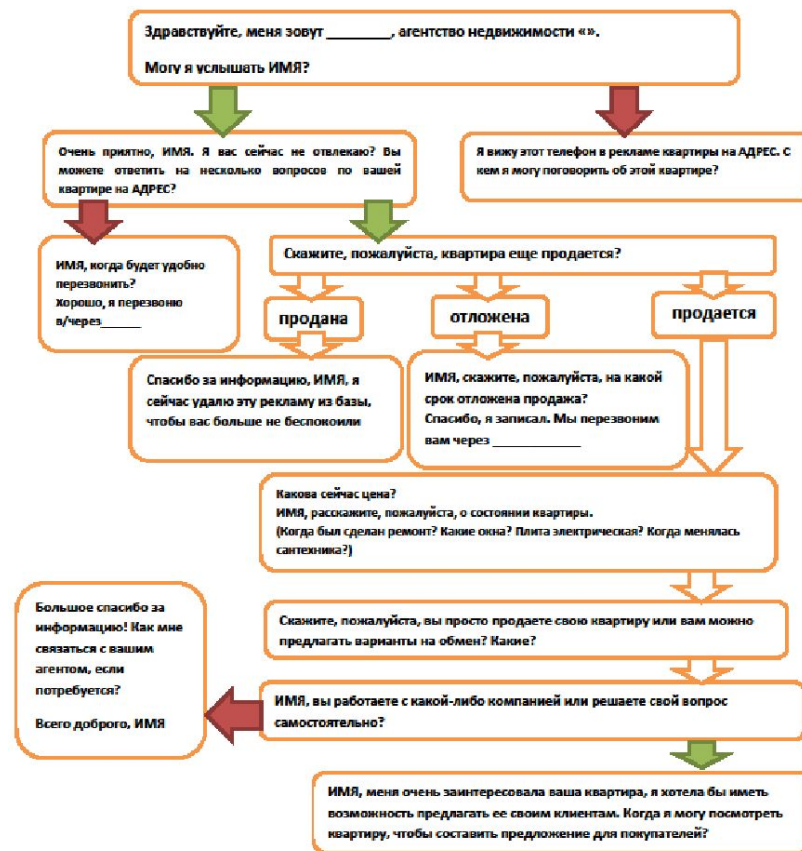 Здравствуйте, меня зовут ________, агентство недвижимости «».
Могу я услышать ИМЯ?
Очень приятно, ИМЯ. Я вас сейчас не отвлекаю? Вы
можете ответить на несколько вопросов по вашей
квартире на АДРЕС?
Я вижу этот телефон в рекламе квартиры на АДРЕС. С
кем я могу поговорить об этой квартире?
ИМЯ, когда будет удобно
перезвонить?
Хорошо, я перезвоню
в/через______
Скажите, пожалуйста, квартира еще продается?
продана
отложена
продается
Спасибо за информацию, ИМЯ, я
сейчас удалю эту рекламу из базы,
чтобы вас больше не беспокоили
ИМЯ, скажите, пожалуйста, на какой
срок отложена продажа?
Спасибо, я записал. Мы перезвоним
вам через ____________
Какова сейчас цена?
ИМЯ, расскажите, пожалуйста, о состоянии квартиры.
(Когда был сделан ремонт? Какие окна? Плита электрическая? Когда менялась
сантехника?)
Скажите, пожалуйста, вы просто продаете свою квартиру или вам можно
предлагать варианты на обмен? Какие?
Большое спасибо за
информацию! Как мне
связаться с вашим
агентом, если
потребуется?
Всего доброго, ИМЯ
ИМЯ, вы работаете с какой-либо компанией или решаете свой вопрос
самостоятельно?
ИМЯ, меня очень заинтересовала ваша квартира, я хотела бы иметь
возможность предлагать ее своим клиентам. Когда я могу посмотреть
квартиру, чтобы составить предложение для покупателей?